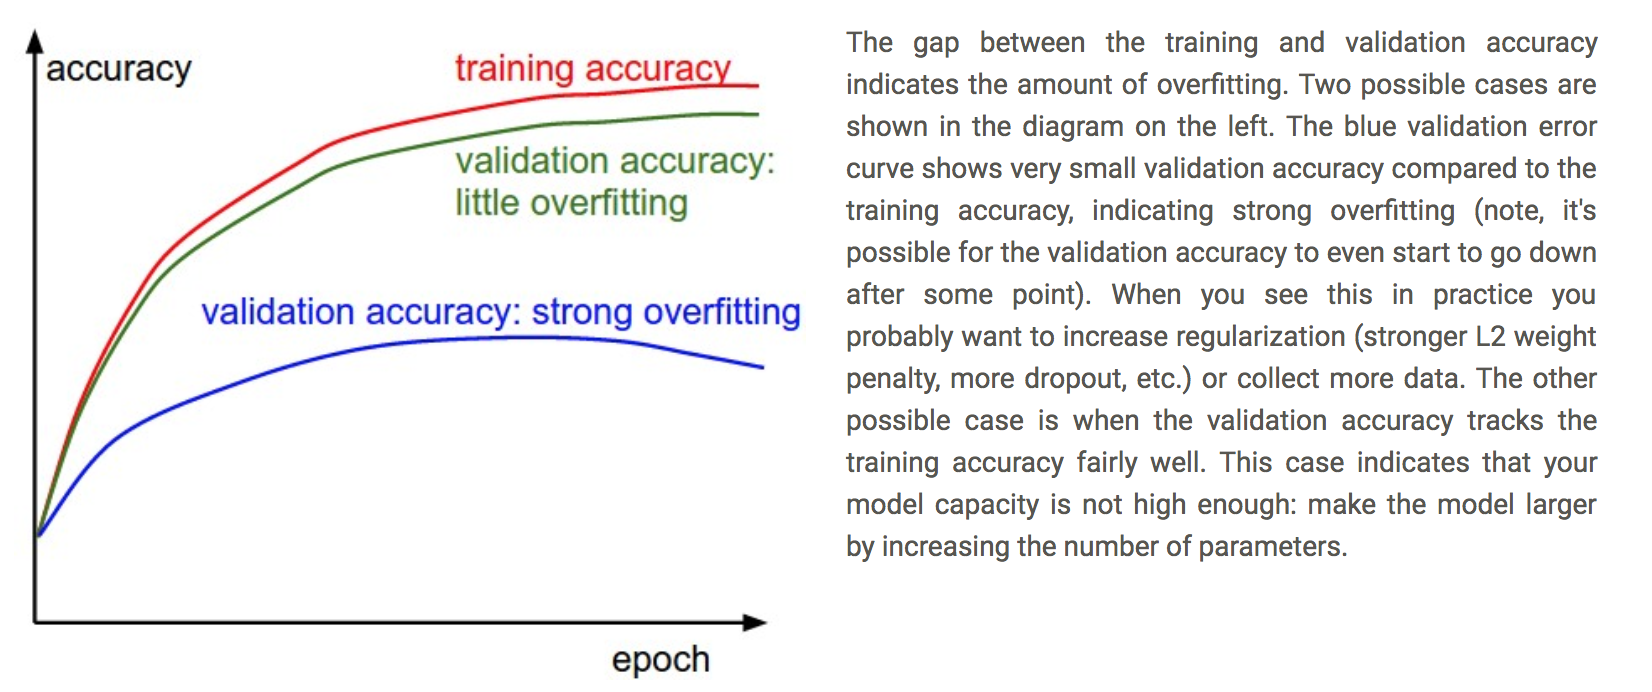 accuracy
training accuracy
validation accuracy:
little overfitting
validation accuracy: strong overfitting
epoch
The gap between the training and validation accuracy
indicates the amount of overfitting. Two possible cases are
shown in the diagram on the left. The blue validation error
curve shows very small validation accuracy compared to the
training accuracy, indicating strong overfitting (note, it's
possible for the validation accuracy to even start to go down
after some point). When you see this in practice you
probably want to increase regularization (stronger L2 weight
penalty, more dropout, etc.) or collect more data. The other
possible case is when the validation accuracy tracks the
training accuracy fairly well. This case indicates that your
model capacity is not high enough: make the model larger
by increasing the number of parameters.